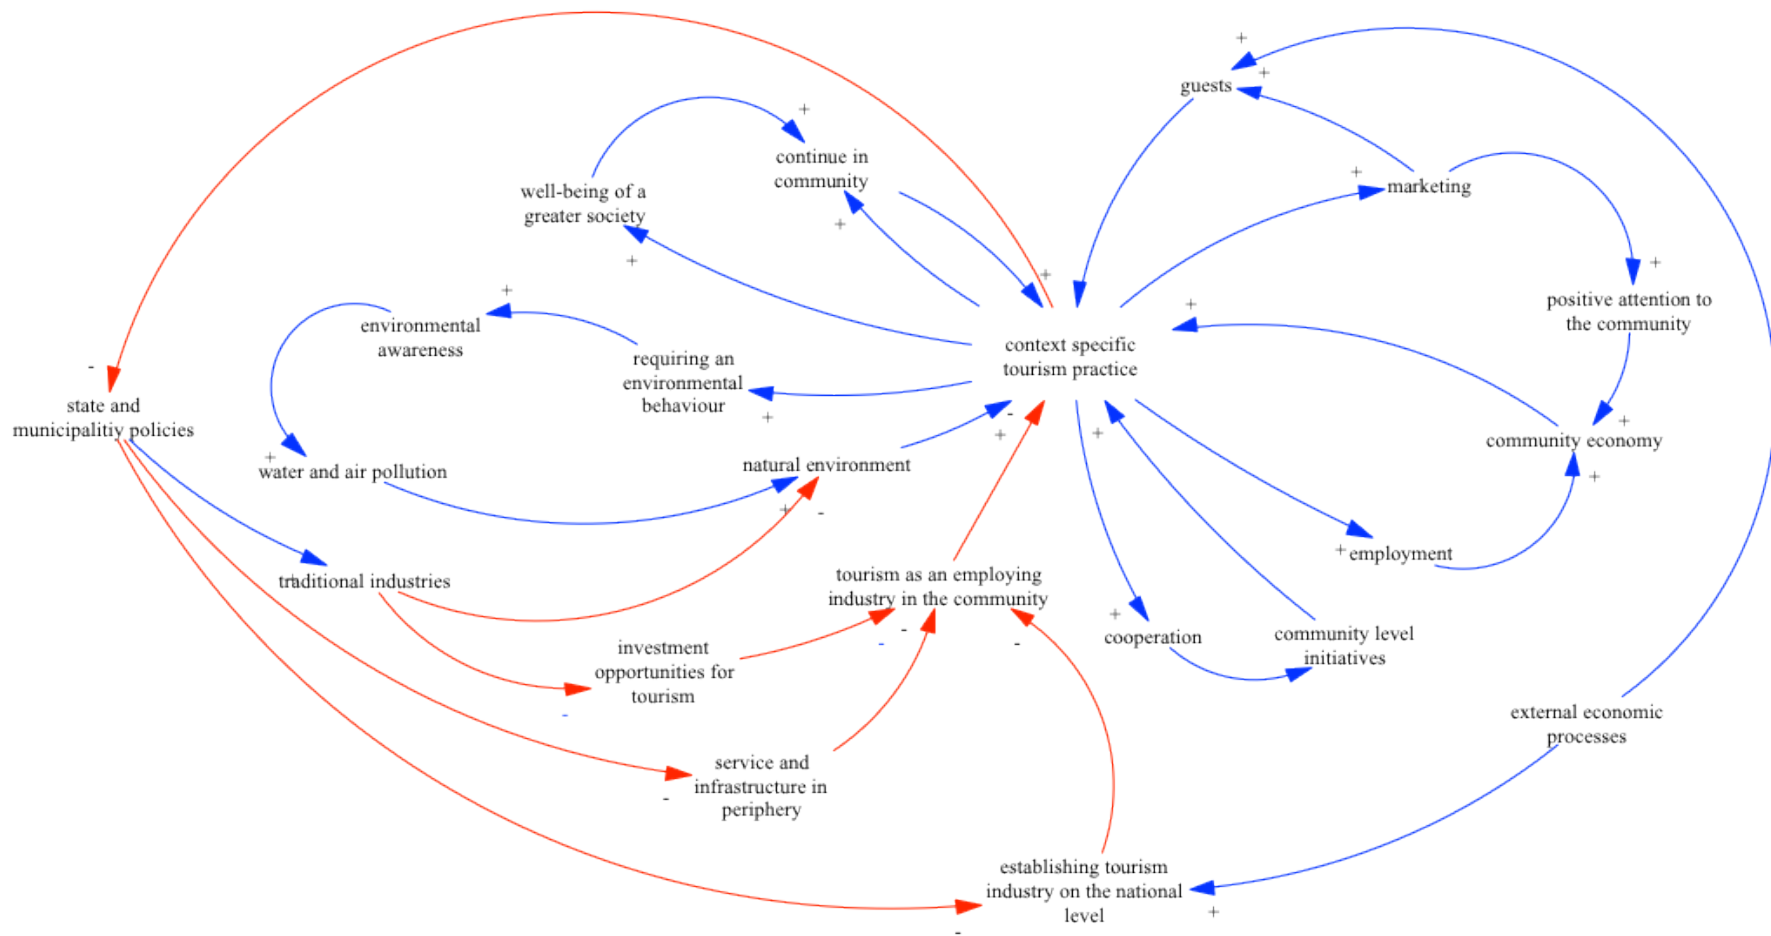 guests
continue in
community
well-being of a
greater society
marketing
positive attention to
the community
environmental
awareness
requiring an
environmental
behaviour
context specific
tourism practice
state and
municipalitiy policies
community economy
water and air pollution
natural environment
traditional industries
tourism as an employing
industry in the community
employment
investment
opportunities for
tourism
cooperation
community level
initiatives
external economic
processes
service and
infrastructure in
periphery
establishing tourism
industry on the national
level
+
+
+
+
+
+
+
+
+
+
+
-
+
+
+
-
+
+
+
+
-
+
+
+
-
-
-
-
-
+
-